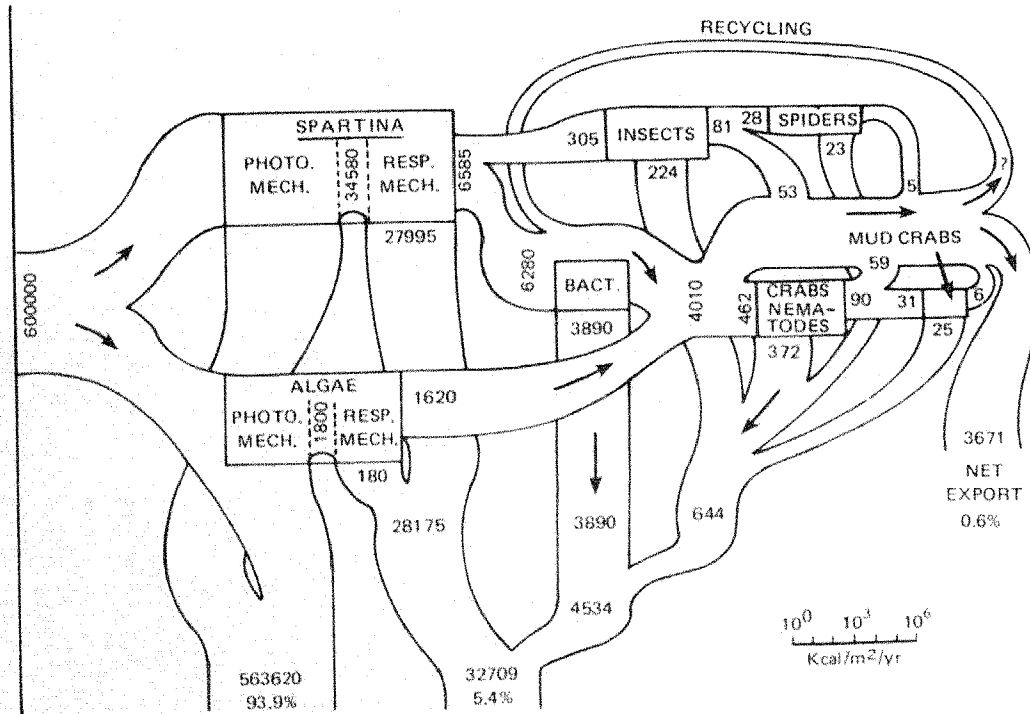 RECYCLING
SPARTINA
PHOTO.
MECH.
34580
RESP.
MECH.
6585
27995
305
INSECTS
81
28
SPIDERS
224
23
53
5
?
MUD CRABS
59
600000
6280
BACT.
3890
4010
462
CRABS
NEMA-
TODES
90
31
6
25
372
ALGAE
PHOTO.
MECH.
1800
RESP.
MECH.
1620
180
28175
3890
644
3671
NET
EXPORT
0.6%
4534
10⁰ 10³ 10⁶
Kcal/m²/yr
563620
93.9%
32709
5.4%